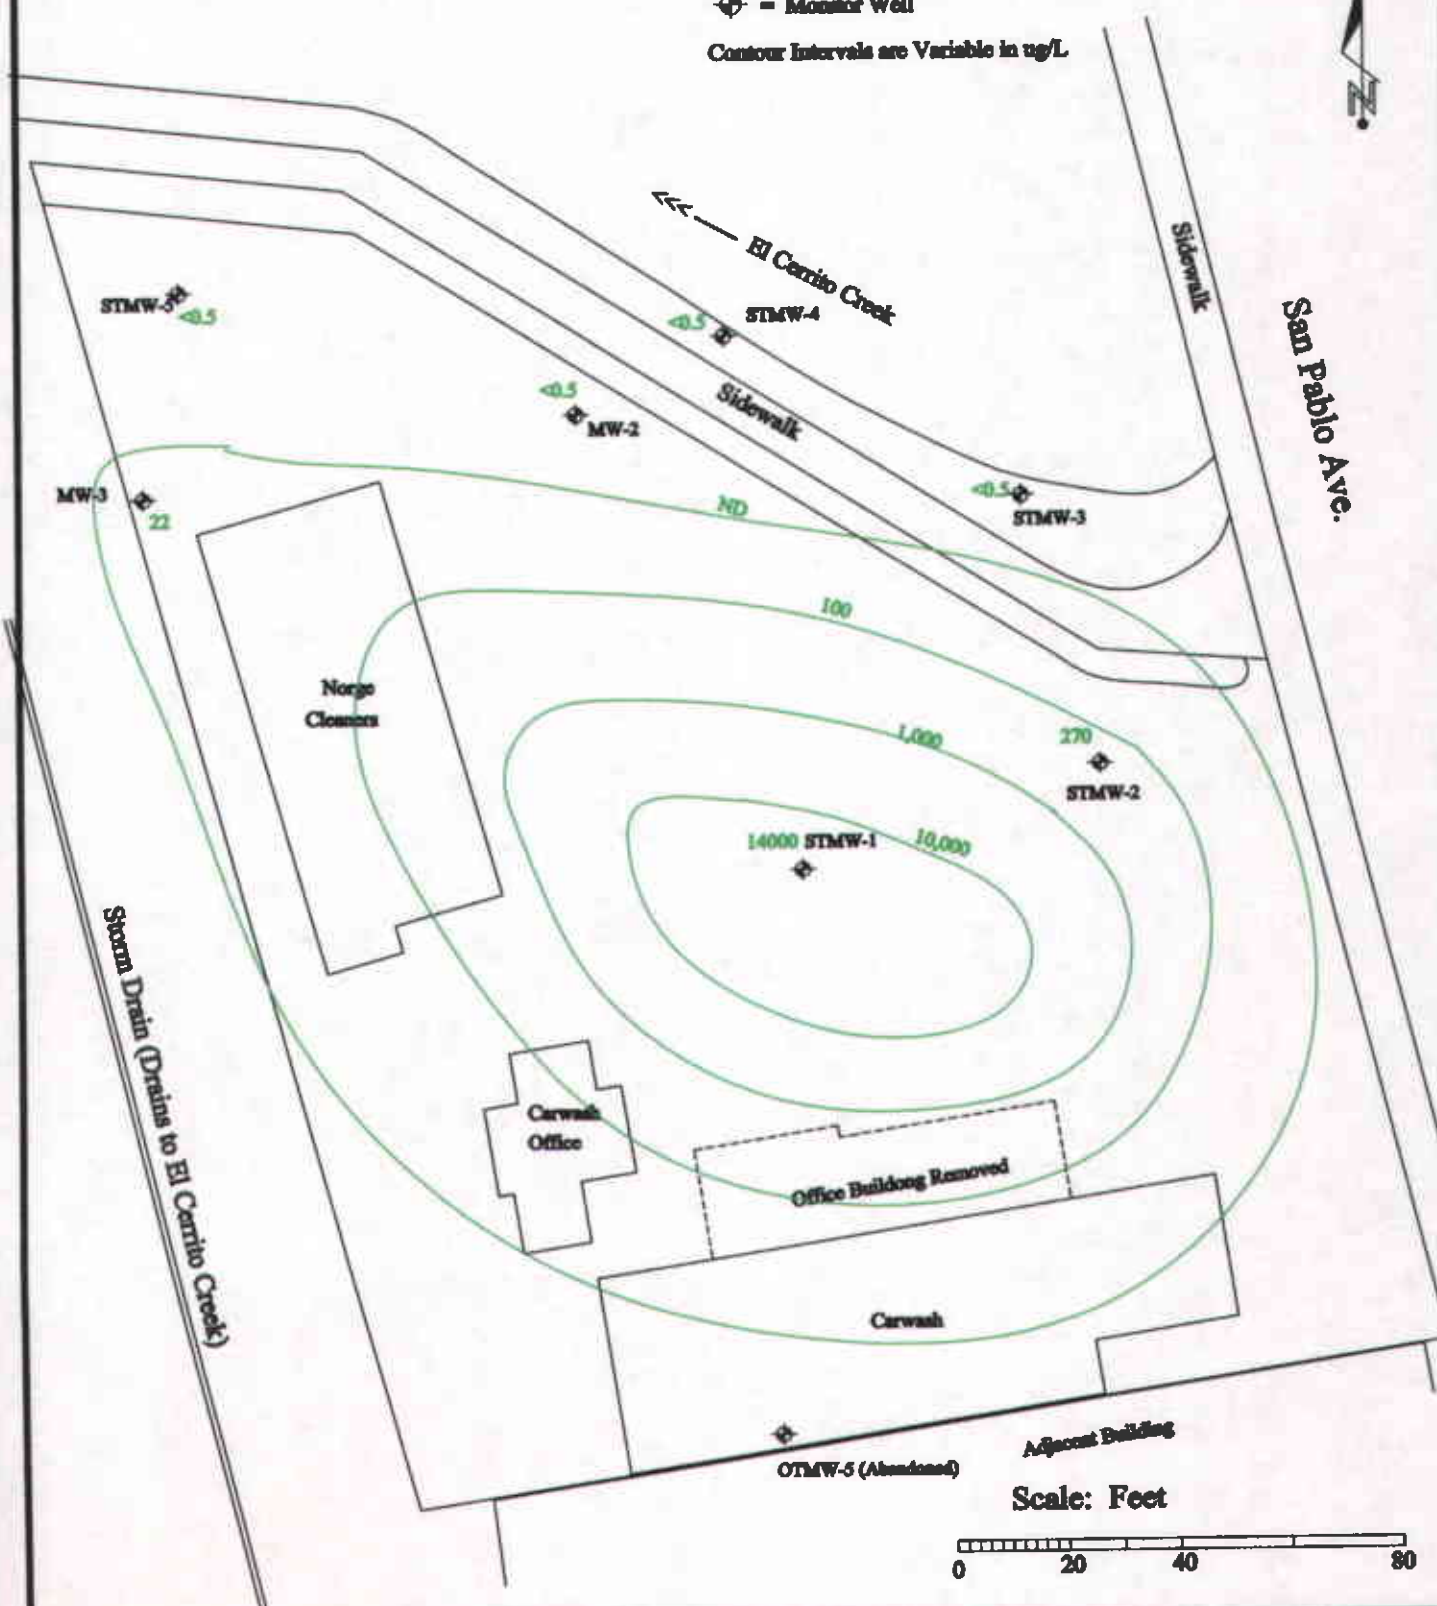 = Monitor Well
Contour Intervals are Variable in ug/L
N
Sidewalk
San Pablo Ave.
El Cerrito Creek
STMW-5
<0.5
<0.5
STMW-4
<0.5
MW-2
Sidewalk
<0.5
STMW-3
MW-3
22
ND
100
Norge
Cleaners
1,000
270
STMW-2
14000 STMW-1
10,000
Storm Drain (Drains to El Cerrito Creek)
Carwash
Office
Office Buildong Removed
Carwash
OTMW-5 (Abandoned)
Adjacent Building
Scale: Feet
0 20 40 80